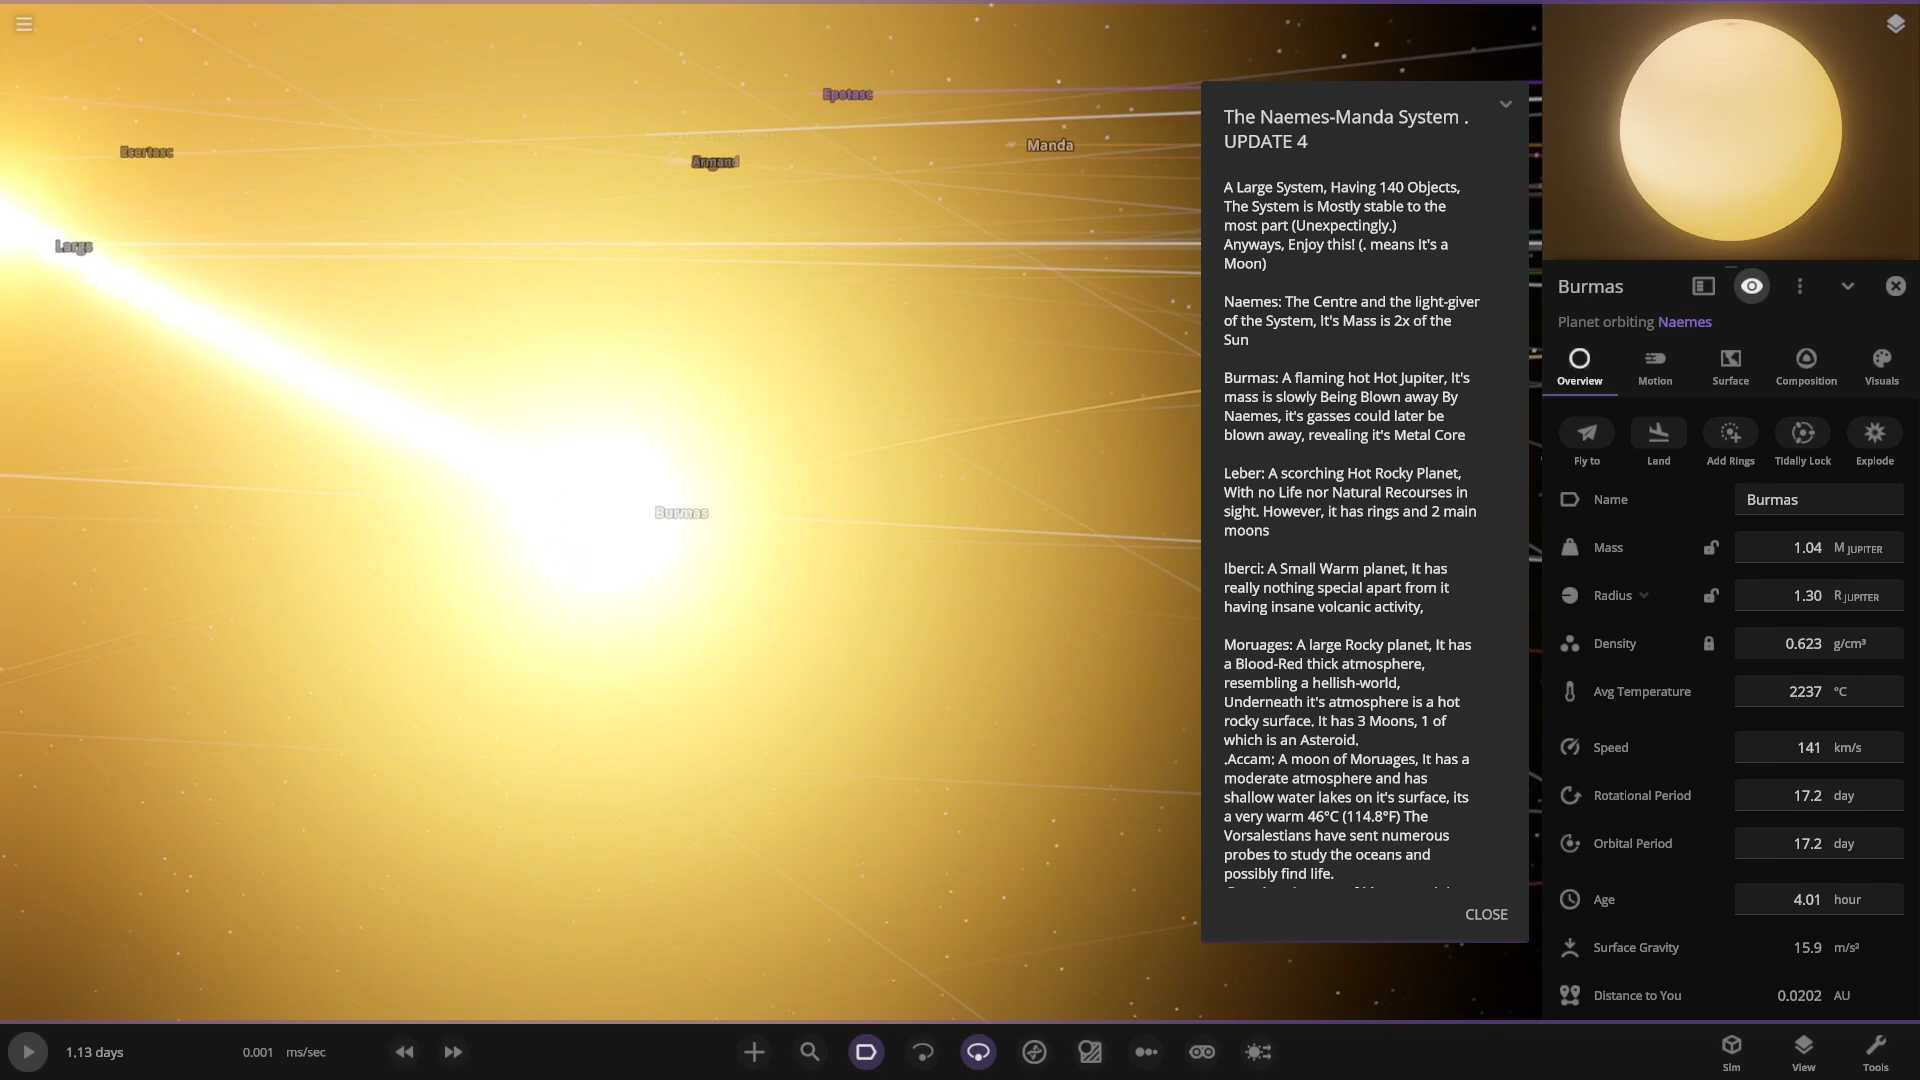 Epotasc
Ecortasc
Argand
Manda
Largs
Burmas
The Naemes-Manda System .
UPDATE 4
A Large System, Having 140 Objects,
The System is Mostly stable to the
most part (Unexpectingly.)
Anyways, Enjoy this! (. means It's a
Moon)
Naemes: The Centre and the light-giver
of the System, It's Mass is 2x of the
Sun
Burmas: A flaming hot Hot Jupiter, It's
mass is slowly Being Blown away By
Naemes, it's gasses could later be
blown away, revealing it's Metal Core
Leber: A scorching Hot Rocky Planet,
With no Life nor Natural Recourses in
sight. However, it has rings and 2 main
moons
Iberci: A Small Warm planet, It has
really nothing special apart from it
having insane volcanic activity,
Moruages: A large Rocky planet, It has
a Blood-Red thick atmosphere,
resembling a hellish-world,
Underneath it's atmosphere is a hot
rocky surface. It has 3 Moons, 1 of
which is an Asteroid.
.Accam: A moon of Moruages, It has a
moderate atmosphere and has
shallow water lakes on it's surface, its
a very warm 46°C (114.8°F) The
Vorsalestians have sent numerous
probes to study the oceans and
possibly find life.
CLOSE
Burmas
Planet orbiting Naemes
Overview Motion Surface Composition Visuals
Fly to Land Add Rings Tidally Lock Explode
Name Burmas
Mass 1.04 M JUPITER
Radius 1.30 R JUPITER
Density 0.623 g/cm³
Avg Temperature 2237 °C
Speed 141 km/s
Rotational Period 17.2 day
Orbital Period 17.2 day
Age 4.01 hour
Surface Gravity 15.9 m/s²
Distance to You 0.0202 AU
1.13 days 0.001 ms/sec
Sim View Tools